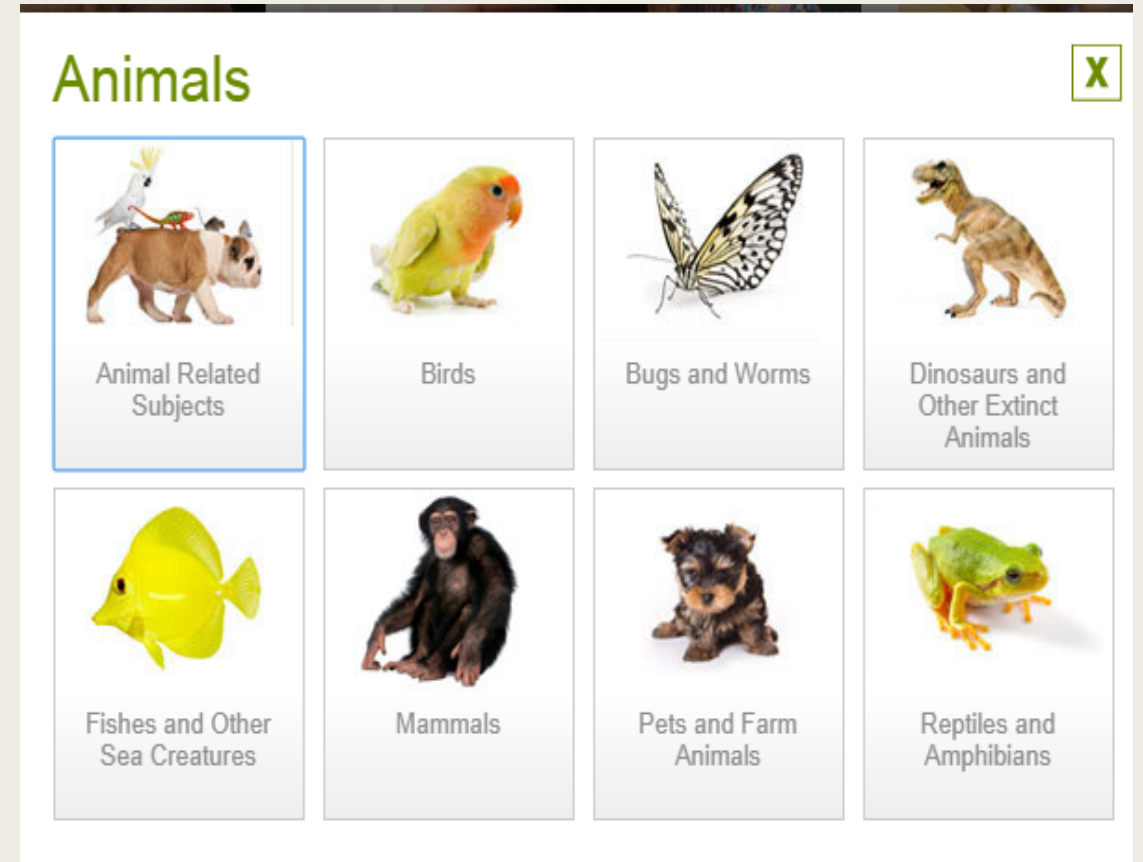 Animals
X
Animal Related
Subjects
Birds
Bugs and Worms
Dinosaurs and
Other Extinct
Animals
Fishes and Other
Sea Creatures
Mammals
Pets and Farm
Animals
Reptiles and
Amphibians